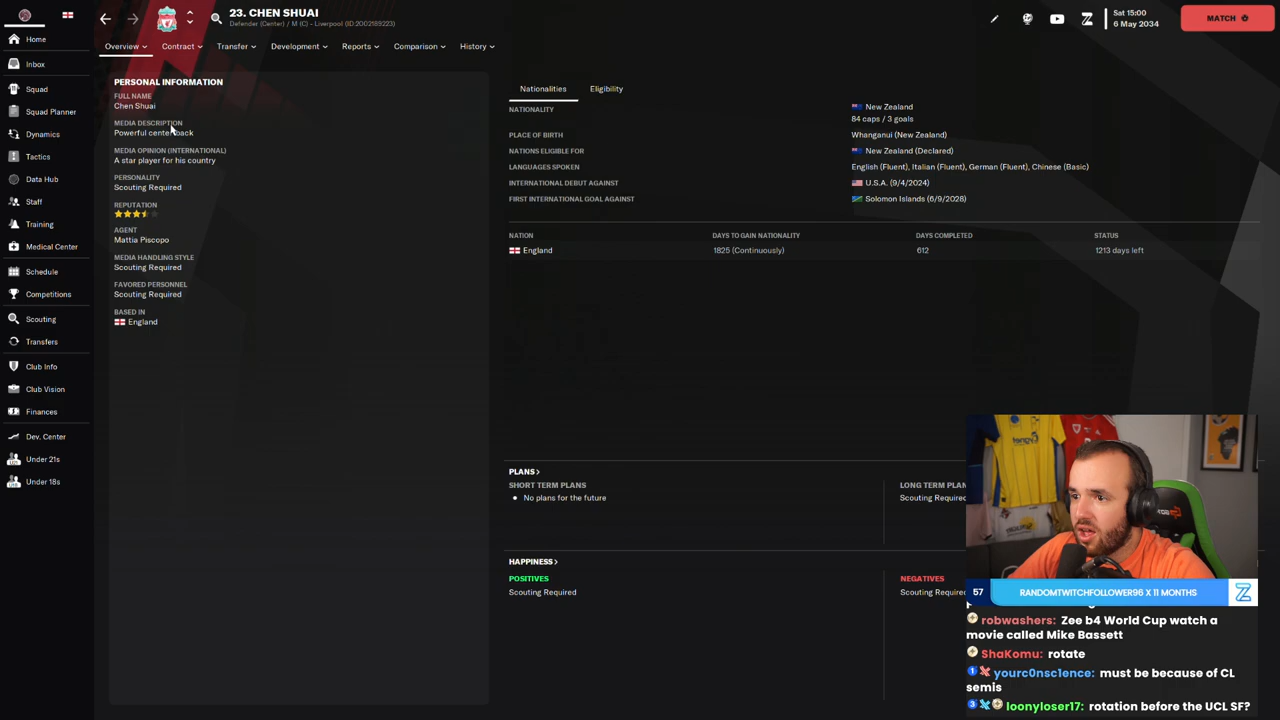 23. CHEN SHUAI
Defender (Center) / M (C) - Liverpool (ID:2002189223)
Sat 15:00
6 May 2034
MATCH
Overview
Contract
Transfer
Development
Reports
Comparison
History
Home
Inbox
Squad
Squad Planner
Dynamics
Tactics
Data Hub
Staff
Training
Medical Center
Schedule
Competitions
Scouting
Transfers
Club Info
Club Vision
Finances
Dev. Center
Under 21s
Under 18s
PERSONAL INFORMATION
FULL NAME
Chen Shuai
MEDIA DESCRIPTION
Powerful center back
MEDIA OPINION (INTERNATIONAL)
A star player for his country
PERSONALITY
Scouting Required
REPUTATION
AGENT
Mattia Piscopo
MEDIA HANDLING STYLE
Scouting Required
FAVORED PERSONNEL
Scouting Required
BASED IN
England
Nationalities
Eligibility
NATIONALITY
New Zealand
84 caps / 3 goals
PLACE OF BIRTH
Whanganui (New Zealand)
NATIONS ELIGIBLE FOR
New Zealand (Declared)
LANGUAGES SPOKEN
English (Fluent), Italian (Fluent), German (Fluent), Chinese (Basic)
INTERNATIONAL DEBUT AGAINST
U.S.A. (9/4/2024)
FIRST INTERNATIONAL GOAL AGAINST
Solomon Islands (6/9/2028)
NATION
DAYS TO GAIN NATIONALITY
DAYS COMPLETED
STATUS
England
1825 (Continuously)
612
1213 days left
PLANS
SHORT TERM PLANS
No plans for the future
LONG TERM PLAN
Scouting Required
HAPPINESS
POSITIVES
Scouting Required
NEGATIVES
Scouting Require
57
RANDOMTWITCHFOLLOWER96 X 11 MONTHS
robwashers: Zee b4 World Cup watch a
movie called Mike Bassett
ShaKomu: rotate
yourc0nsc1ence: must be because of CL
semis
loonyloser17: rotation before the UCL SF?